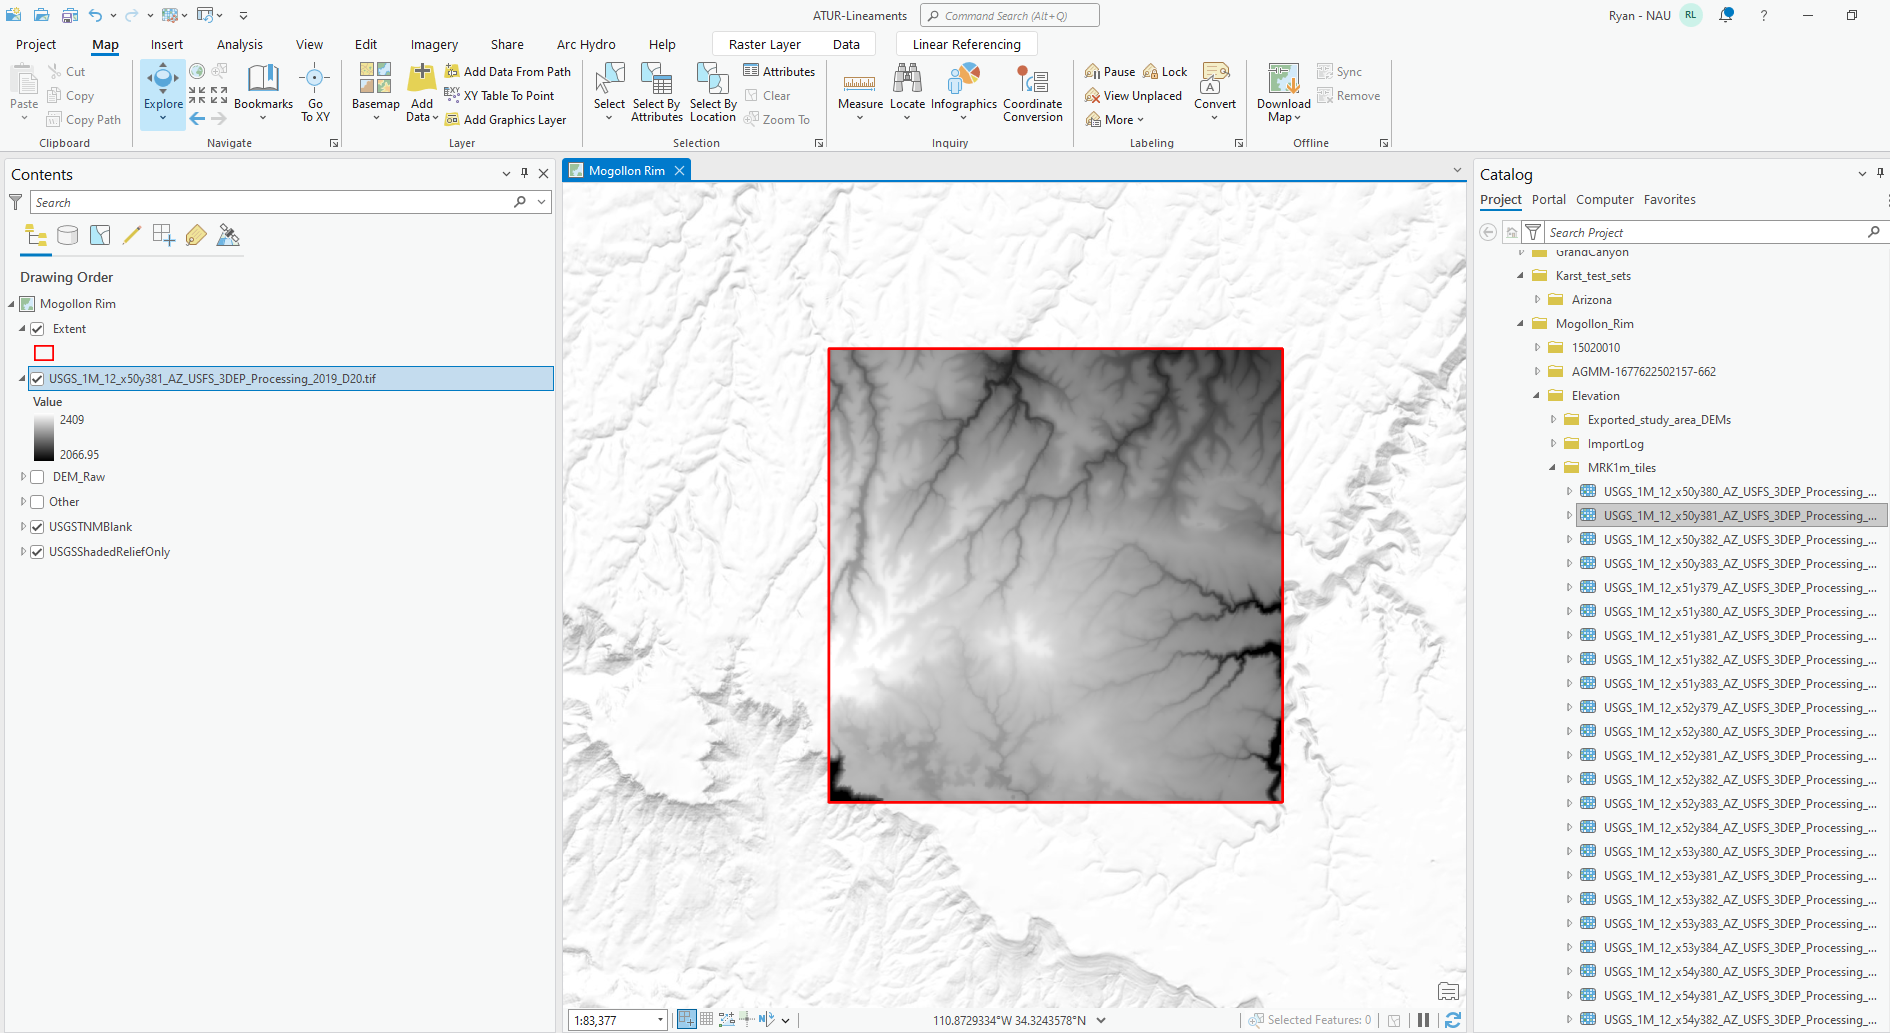 ATUR-Lineaments
Command Search (Alt+Q)
Ryan - NAU
RL
?
Project
Map
Insert
Analysis
View
Edit
Imagery
Share
Arc Hydro
Help
Raster Layer
Data
Linear Referencing
Paste
Cut
Copy
Copy Path
Clipboard
Explore
Bookmarks
Go To XY
Navigate
Basemap
Add Data
Add Data From Path
XY Table To Point
Add Graphics Layer
Layer
Select
Select By Attributes
Select By Location
Attributes
Clear
Zoom To
Selection
Measure
Locate
Infographics
Coordinate Conversion
Inquiry
Pause
Lock
View Unplaced
More
Convert
Labeling
Download Map
Sync
Remove
Offline
Contents
Search
Drawing Order
Mogollon Rim
Extent
USGS_1M_12_x50y381_AZ_USFS_3DEP_Processing_2019_D20.tif
Value
2409
2066.95
DEM_Raw
Other
USGSTNMBlank
USGSShadedReliefOnly
Mogollon Rim
1:83,377
110.8729334°W 34.3243578°N
Selected Features: 0
Catalog
Project
Portal
Computer
Favorites
Search Project
GrandCanyon
Karst_test_sets
Arizona
Mogollon_Rim
15020010
AGMM-1677622502157-662
Elevation
Exported_study_area_DEMs
ImportLog
MRK1m_tiles
USGS_1M_12_x50y380_AZ_USFS_3DEP_Processing_...
USGS_1M_12_x50y381_AZ_USFS_3DEP_Processing_...
USGS_1M_12_x50y382_AZ_USFS_3DEP_Processing_...
USGS_1M_12_x50y383_AZ_USFS_3DEP_Processing_...
USGS_1M_12_x51y379_AZ_USFS_3DEP_Processing_...
USGS_1M_12_x51y380_AZ_USFS_3DEP_Processing_...
USGS_1M_12_x51y381_AZ_USFS_3DEP_Processing_...
USGS_1M_12_x51y382_AZ_USFS_3DEP_Processing_...
USGS_1M_12_x51y383_AZ_USFS_3DEP_Processing_...
USGS_1M_12_x52y379_AZ_USFS_3DEP_Processing_...
USGS_1M_12_x52y380_AZ_USFS_3DEP_Processing_...
USGS_1M_12_x52y381_AZ_USFS_3DEP_Processing_...
USGS_1M_12_x52y382_AZ_USFS_3DEP_Processing_...
USGS_1M_12_x52y383_AZ_USFS_3DEP_Processing_...
USGS_1M_12_x52y384_AZ_USFS_3DEP_Processing_...
USGS_1M_12_x53y380_AZ_USFS_3DEP_Processing_...
USGS_1M_12_x53y381_AZ_USFS_3DEP_Processing_...
USGS_1M_12_x53y382_AZ_USFS_3DEP_Processing_...
USGS_1M_12_x53y383_AZ_USFS_3DEP_Processing_...
USGS_1M_12_x53y384_AZ_USFS_3DEP_Processing_...
USGS_1M_12_x54y380_AZ_USFS_3DEP_Processing_...
USGS_1M_12_x54y381_AZ_USFS_3DEP_Processing_...
USGS_1M_12_x54y382_AZ_USFS_3DEP_Processing_...